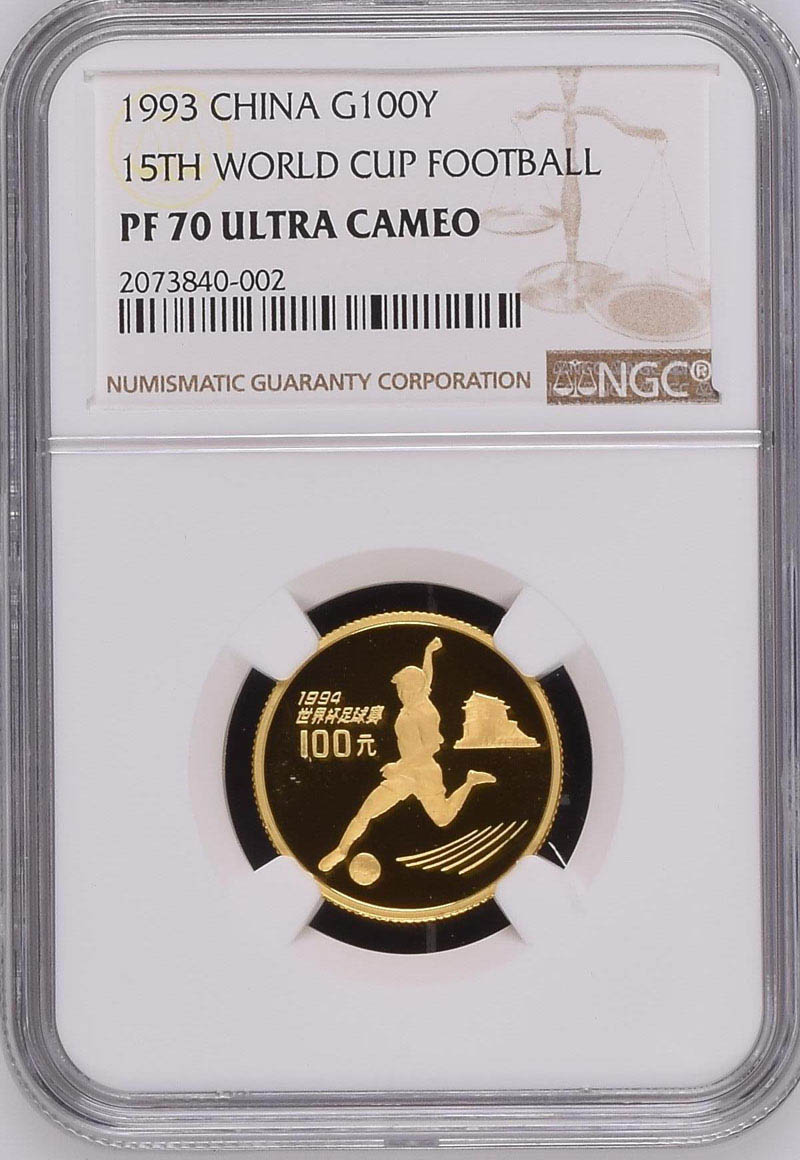 1993 CHINA G100Y
15TH WORLD CUP FOOTBALL
PF 70 ULTRA CAMEO
2073840-002
NUMISMATIC GUARANTY CORPORATION
NGC®
1994
世界杯足球赛
100元